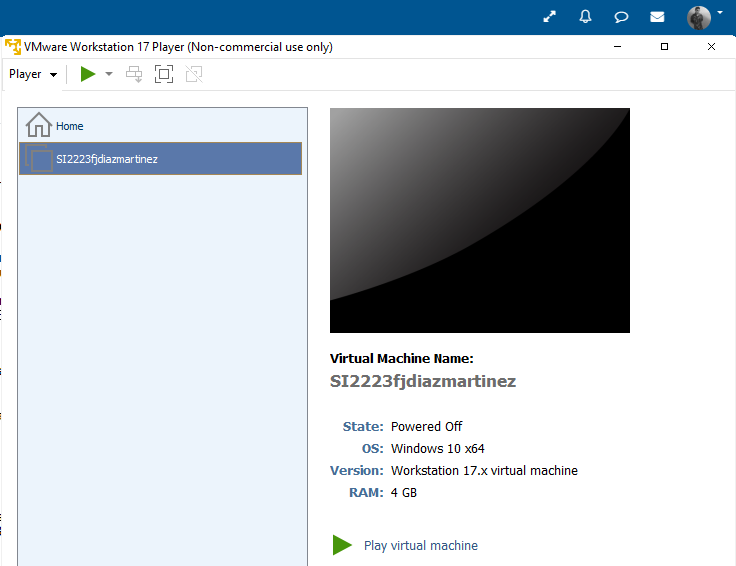 VMware Workstation 17 Player (Non-commercial use only)
Player
Home
SI2223fjdiazmartinez
Virtual Machine Name:
SI2223fjdiazmartinez
State: Powered Off
OS: Windows 10 x64
Version: Workstation 17.x virtual machine
RAM: 4 GB
Play virtual machine